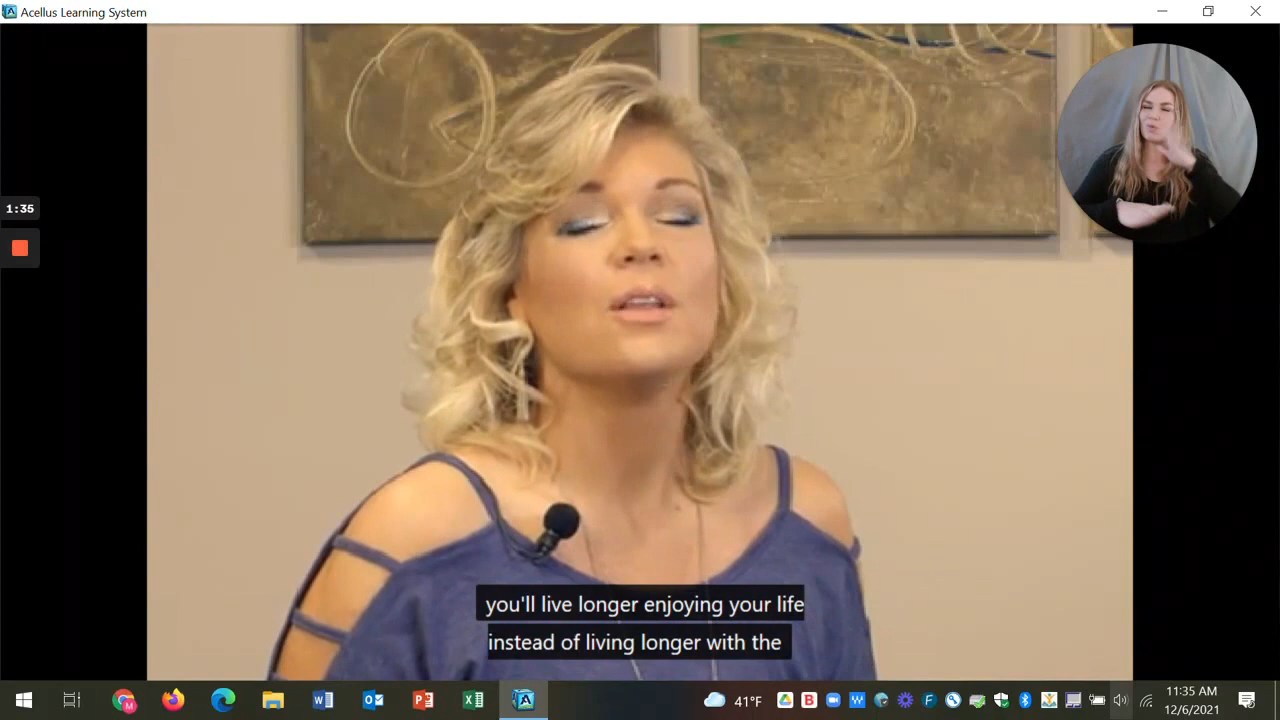 Acellus Learning System
1:35
you'll live longer enjoying your life
instead of living longer with the
41°F
11:35 AM
12/6/2021